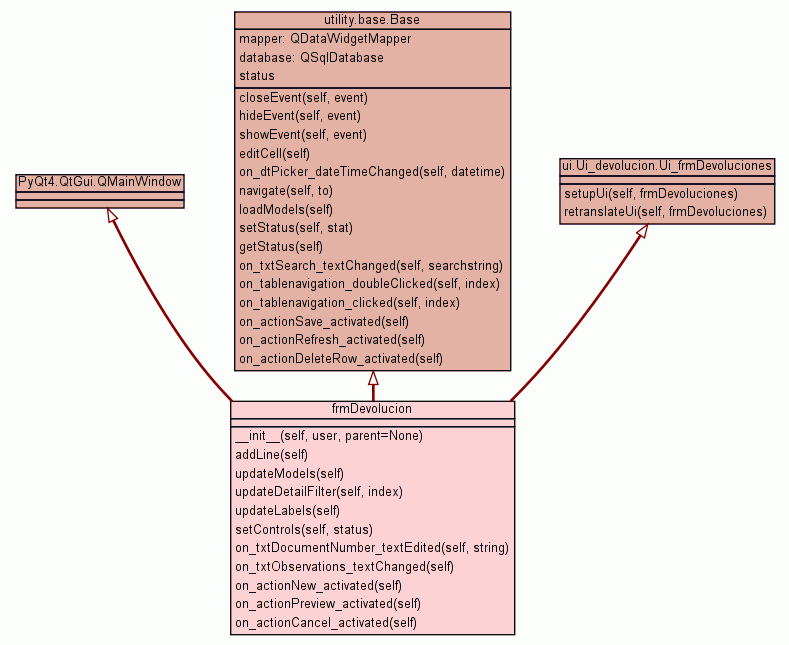 utility.base.Base
mapper: QDataWidgetMapper
database: QSqlDatabase
status
closeEvent(self, event)
hideEvent(self, event)
showEvent(self, event)
editCell(self)
on_dtPicker_dateTimeChanged(self, datetime)
navigate(self, to)
loadModels(self)
setStatus(self, stat)
getStatus(self)
on_txtSearch_textChanged(self, searchstring)
on_tablenavigation_doubleClicked(self, index)
on_tablenavigation_clicked(self, index)
on_actionSave_activated(self)
on_actionRefresh_activated(self)
on_actionDeleteRow_activated(self)
PyQt4.QtGui.QMainWindow
ui.Ui_devolucion.Ui_frmDevoluciones
setupUi(self, frmDevoluciones)
retranslateUi(self, frmDevoluciones)
frmDevolucion
__init__(self, user, parent=None)
addLine(self)
updateModels(self)
updateDetailFilter(self, index)
updateLabels(self)
setControls(self, status)
on_txtDocumentNumber_textEdited(self, string)
on_txtObservations_textChanged(self)
on_actionNew_activated(self)
on_actionPreview_activated(self)
on_actionCancel_activated(self)